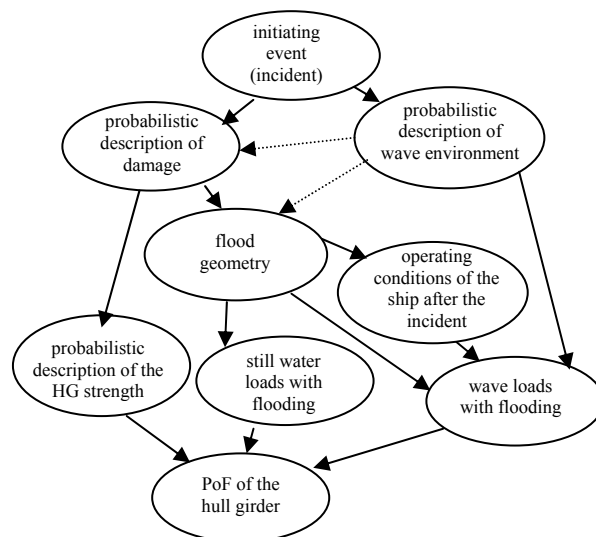 initiating
event
(incident)
probabilistic
description of
damage
probabilistic
description of
wave environment
flood
geometry
operating
conditions of the
ship after the
incident
probabilistic
description of the
HG strength
still water
loads with
flooding
wave loads
with flooding
PoF of the
hull girder